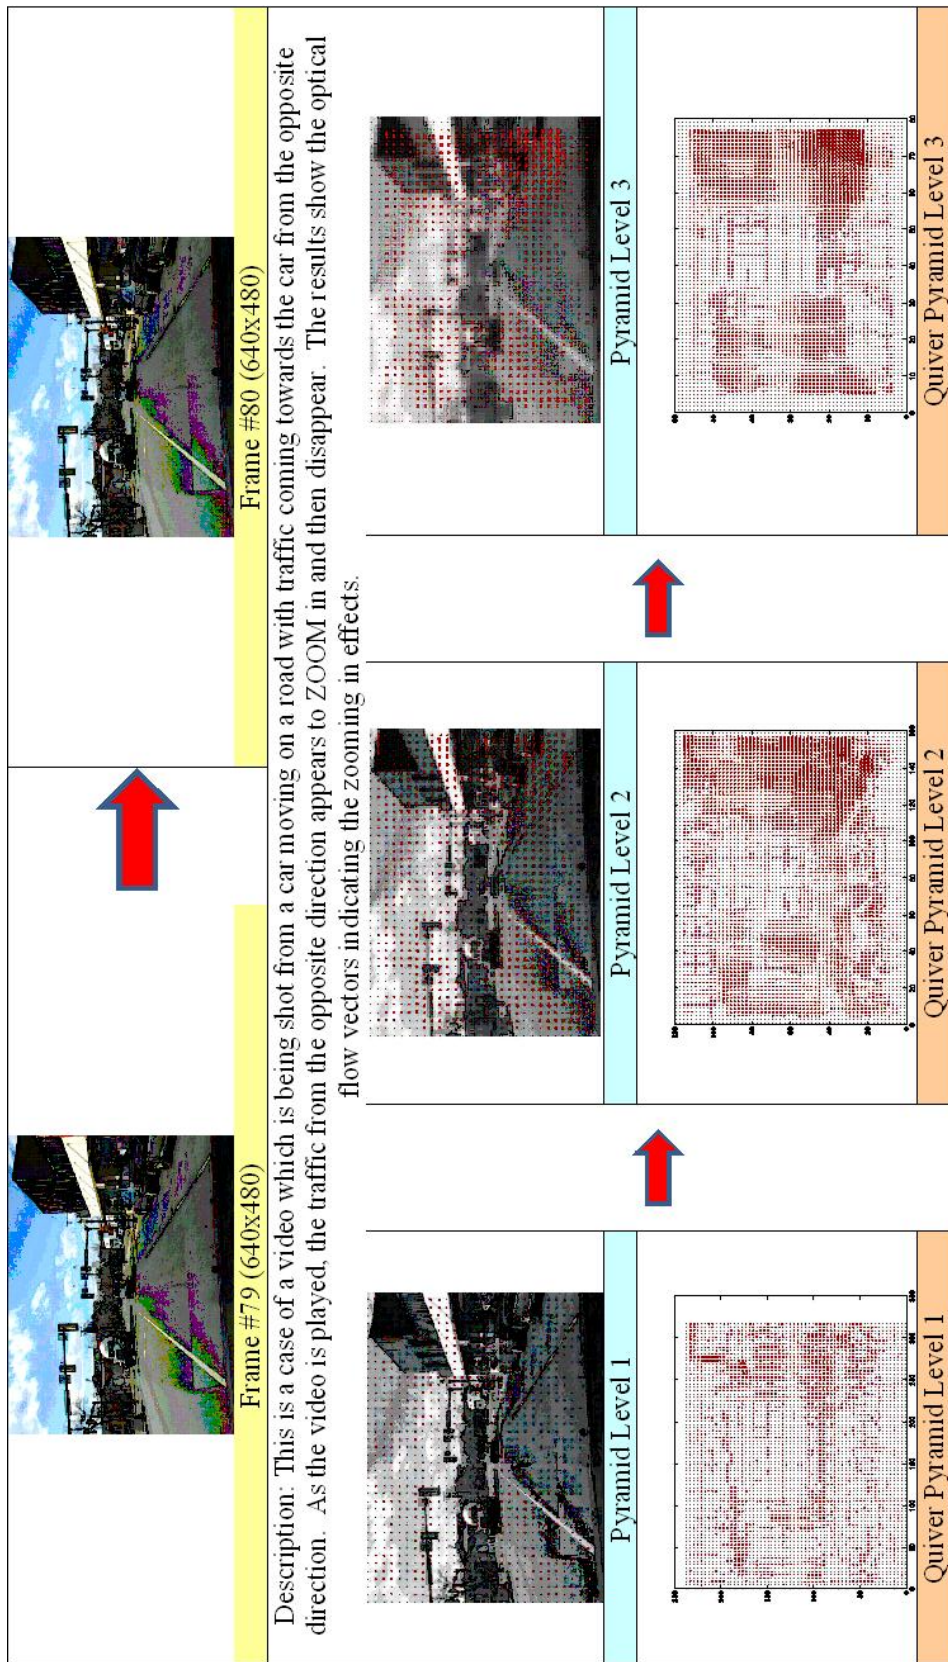 Frame #79 (640x480)
Frame #80 (640x480)
Description: This is a case of a video which is being shot from a car moving on a road with traffic coming towards the car from the opposite
direction. As the video is played, the traffic from the opposite direction appears to ZOOM in and then disappear. The results show the optical
flow vectors indicating the zooming in effects.
Pyramid Level 1
Pyramid Level 2
Pyramid Level 3
Quiver Pyramid Level 1
Quiver Pyramid Level 2
Quiver Pyramid Level 3